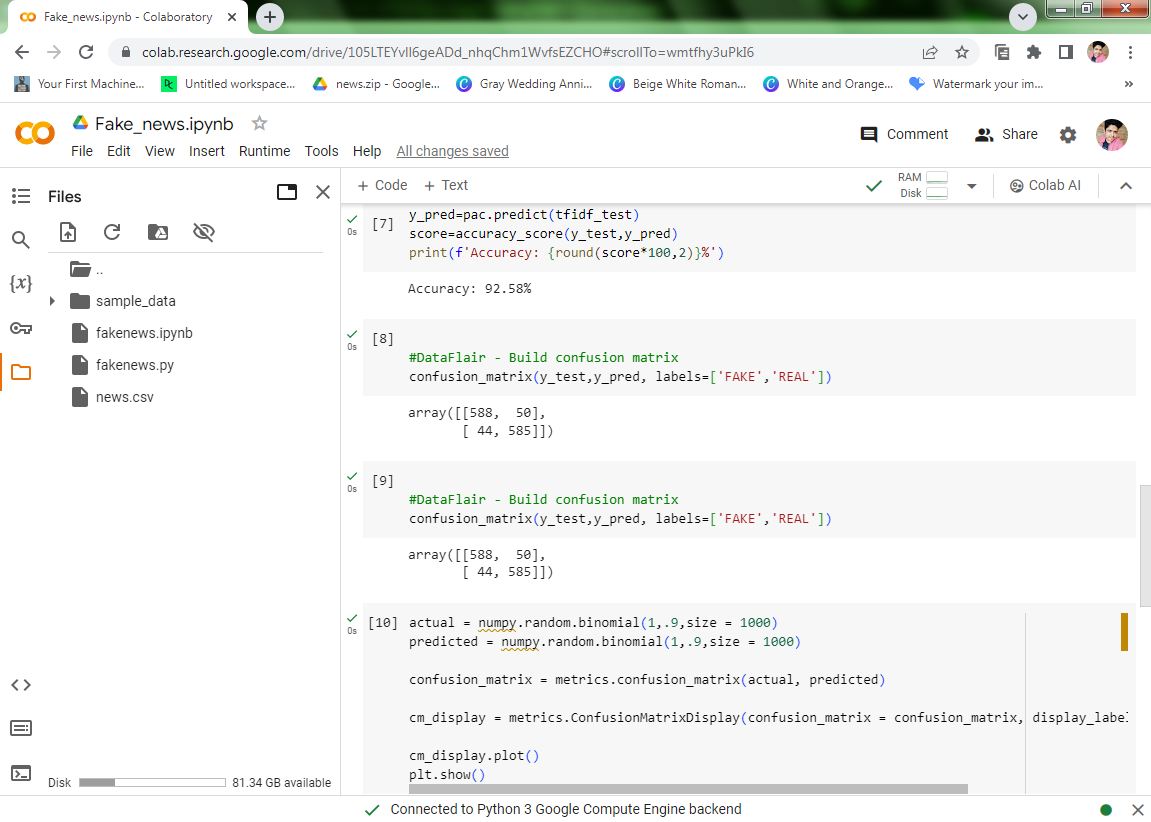 Fake_news.ipynb - Colaboratory
colab.research.google.com/drive/105LTEYvll6geADd_nhqChm1WvfsEZCHO#scrollTo=wmtfhy3uPkI6
Your First Machine... Untitled workspace... news.zip - Google... Gray Wedding Anni... Beige White Roman... White and Orange... Watermark your im... »
Fake_news.ipynb
Comment Share
File Edit View Insert Runtime Tools Help All changes saved
Files
+ Code + Text
RAM
Disk
Colab AI
..
sample_data
fakenews.ipynb
fakenews.py
news.csv
{x}
0s
[7]
y_pred=pac.predict(tfidf_test)
score=accuracy_score(y_test,y_pred)
print(f'Accuracy: {round(score*100,2)}%')
Accuracy: 92.58%
0s
[8]
#DataFlair - Build confusion matrix
confusion_matrix(y_test,y_pred, labels=['FAKE','REAL'])
array([[588,  50],
[ 44, 585]])
0s
[9]
#DataFlair - Build confusion matrix
confusion_matrix(y_test,y_pred, labels=['FAKE','REAL'])
array([[588,  50],
[ 44, 585]])
0s
[10] actual = numpy.random.binomial(1,.9,size = 1000)
predicted = numpy.random.binomial(1,.9,size = 1000)
confusion_matrix = metrics.confusion_matrix(actual, predicted)
cm_display = metrics.ConfusionMatrixDisplay(confusion_matrix = confusion_matrix, display_label
cm_display.plot()
plt.show()
Disk 81.34 GB available
Connected to Python 3 Google Compute Engine backend